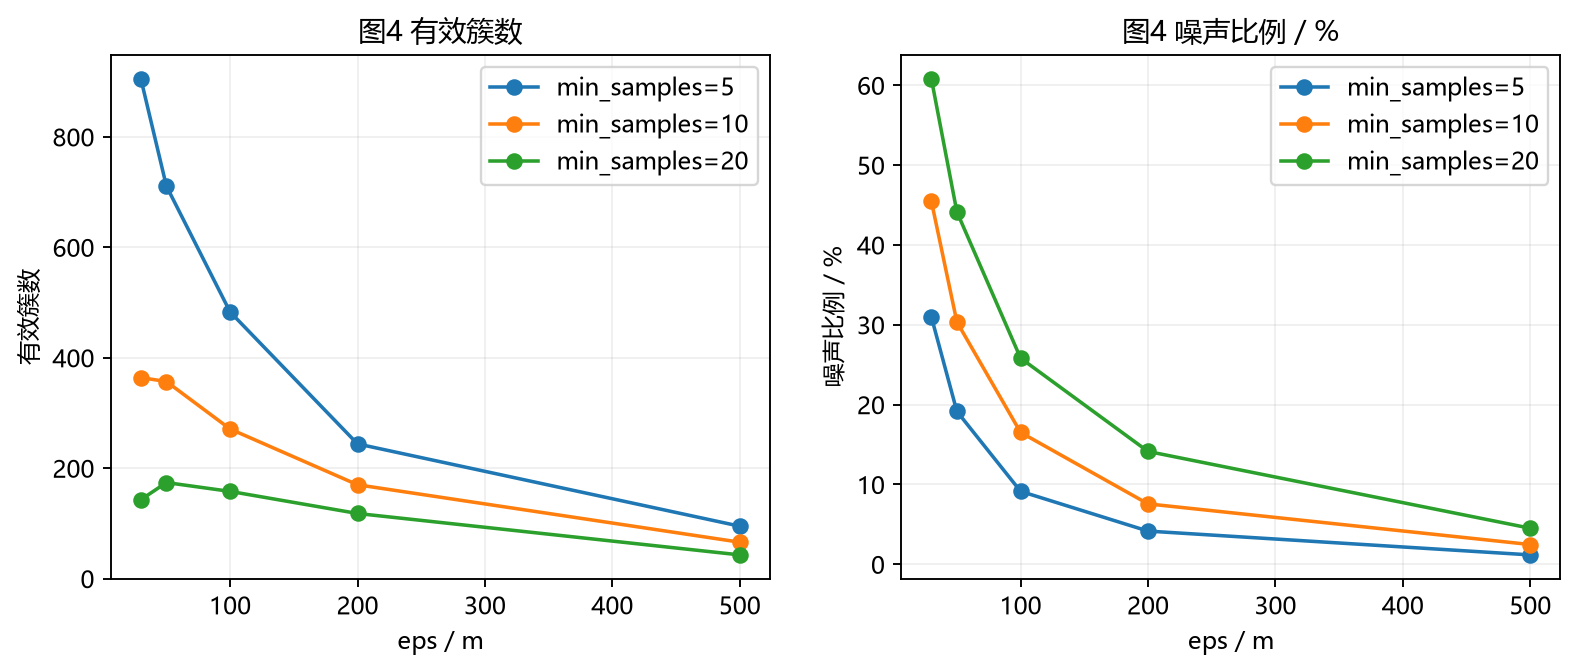 图4 有效簇数
有效簇数
800
600
400
200
0
100 200 300 400 500
eps / m
min_samples=5
min_samples=10
min_samples=20
图4 噪声比例 / %
噪声比例 / %
60
50
40
30
20
10
0
100 200 300 400 500
eps / m
min_samples=5
min_samples=10
min_samples=20